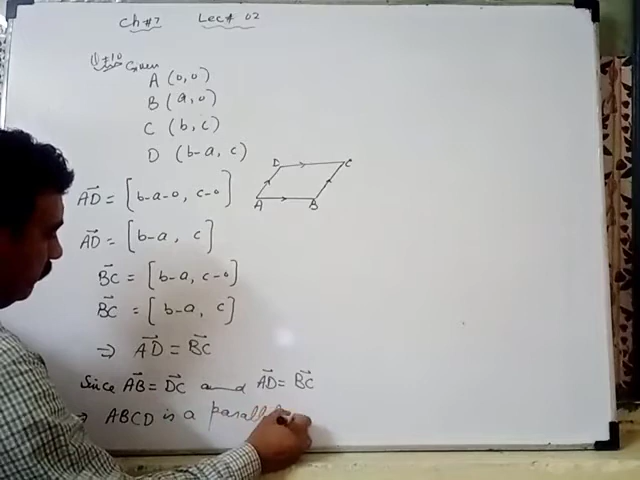 Ch#7 Lec# 02
Q#10 Given
A (0,0)
B (a,0)
C (b,c)
D (b-a, c)
D C
A B
AD⃗ = [b-a-0, c-0]
AD⃗ = [b-a, c]
BC⃗ = [b-a, c-0]
BC⃗ = [b-a, c]
⇒ AD⃗ = BC⃗
Since AB⃗ = DC⃗ and AD⃗ = BC⃗
⇒ ABCD is a parall